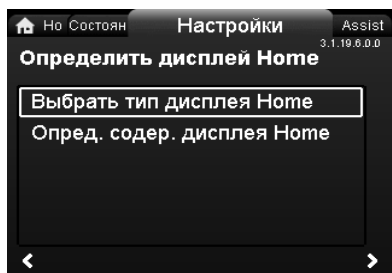 Но Состоян Настройки Assist
3.1.19.6.0.0
Определить дисплей Home
Выбрать тип дисплея Home
Опред. содер. дисплея Home